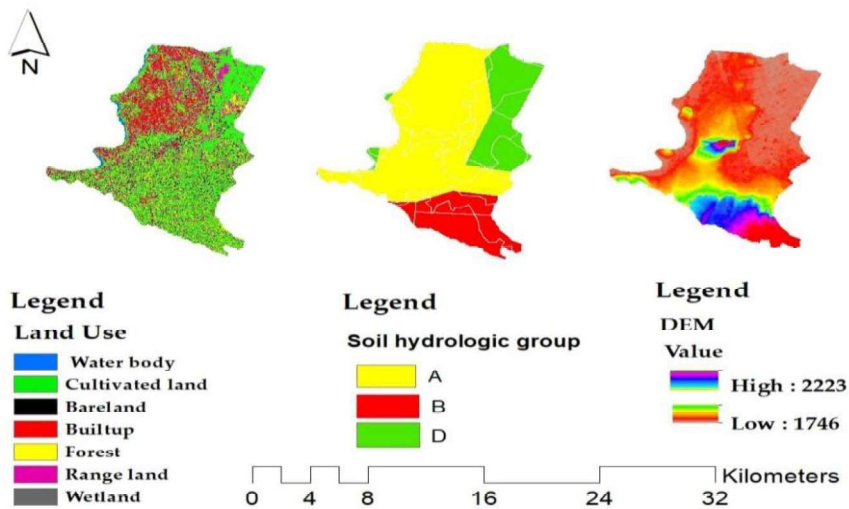 N
Legend
Land Use
Water body
Cultivated land
Bareland
Builtup
Forest
Range land
Wetland
Legend
Soil hydrologic group
A
B
D
Legend
DEM
Value
High : 2223
Low : 1746
Kilometers
0 4 8 16 24 32